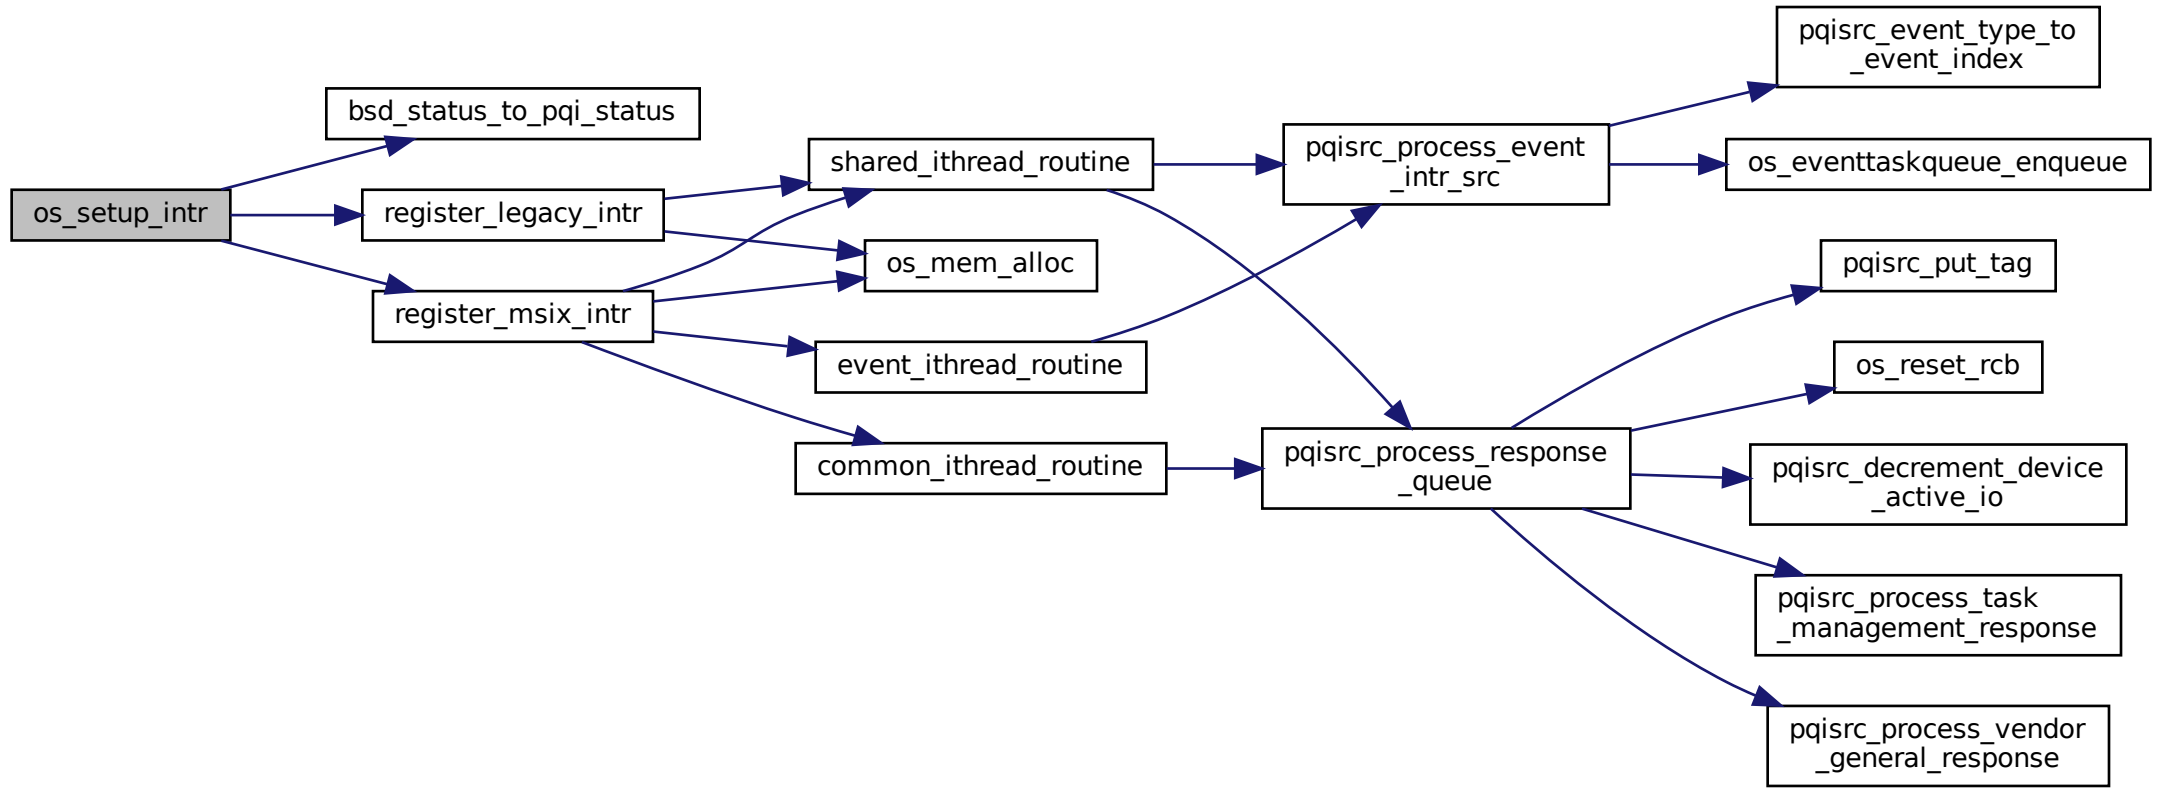 os_setup_intr
bsd_status_to_pqi_status
register_legacy_intr
register_msix_intr
shared_ithread_routine
os_mem_alloc
event_ithread_routine
common_ithread_routine
pqisrc_process_event
_intr_src
pqisrc_process_response
_queue
pqisrc_event_type_to
_event_index
os_eventtaskqueue_enqueue
pqisrc_put_tag
os_reset_rcb
pqisrc_decrement_device
_active_io
pqisrc_process_task
_management_response
pqisrc_process_vendor
_general_response